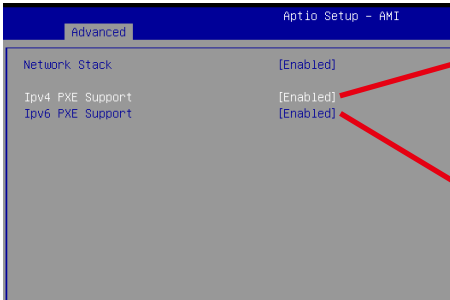 Aptio Setup – AMI
Advanced
Network Stack [Enabled]
Ipv4 PXE Support [Enabled]
Ipv6 PXE Support [Enabled]